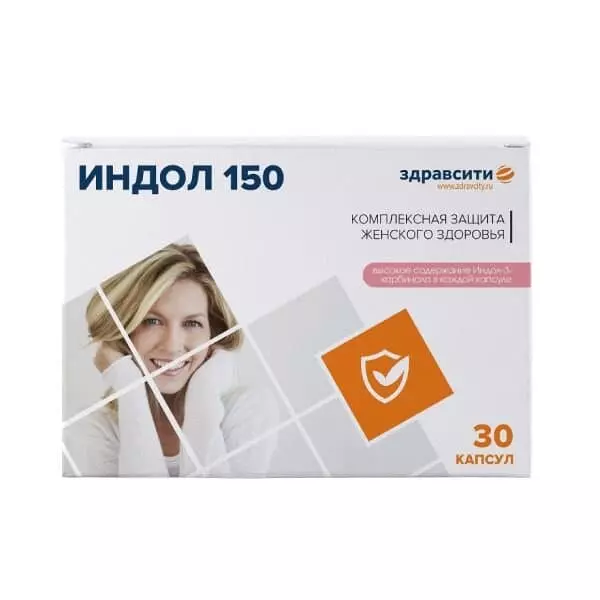 ИНДОЛ 150
здравсити
www.zdravcity.ru
КОМПЛЕКСНАЯ ЗАЩИТА
ЖЕНСКОГО ЗДОРОВЬЯ
высокое содержание Индол-3-
карбинола в каждой капсуле
30
КАПСУЛ